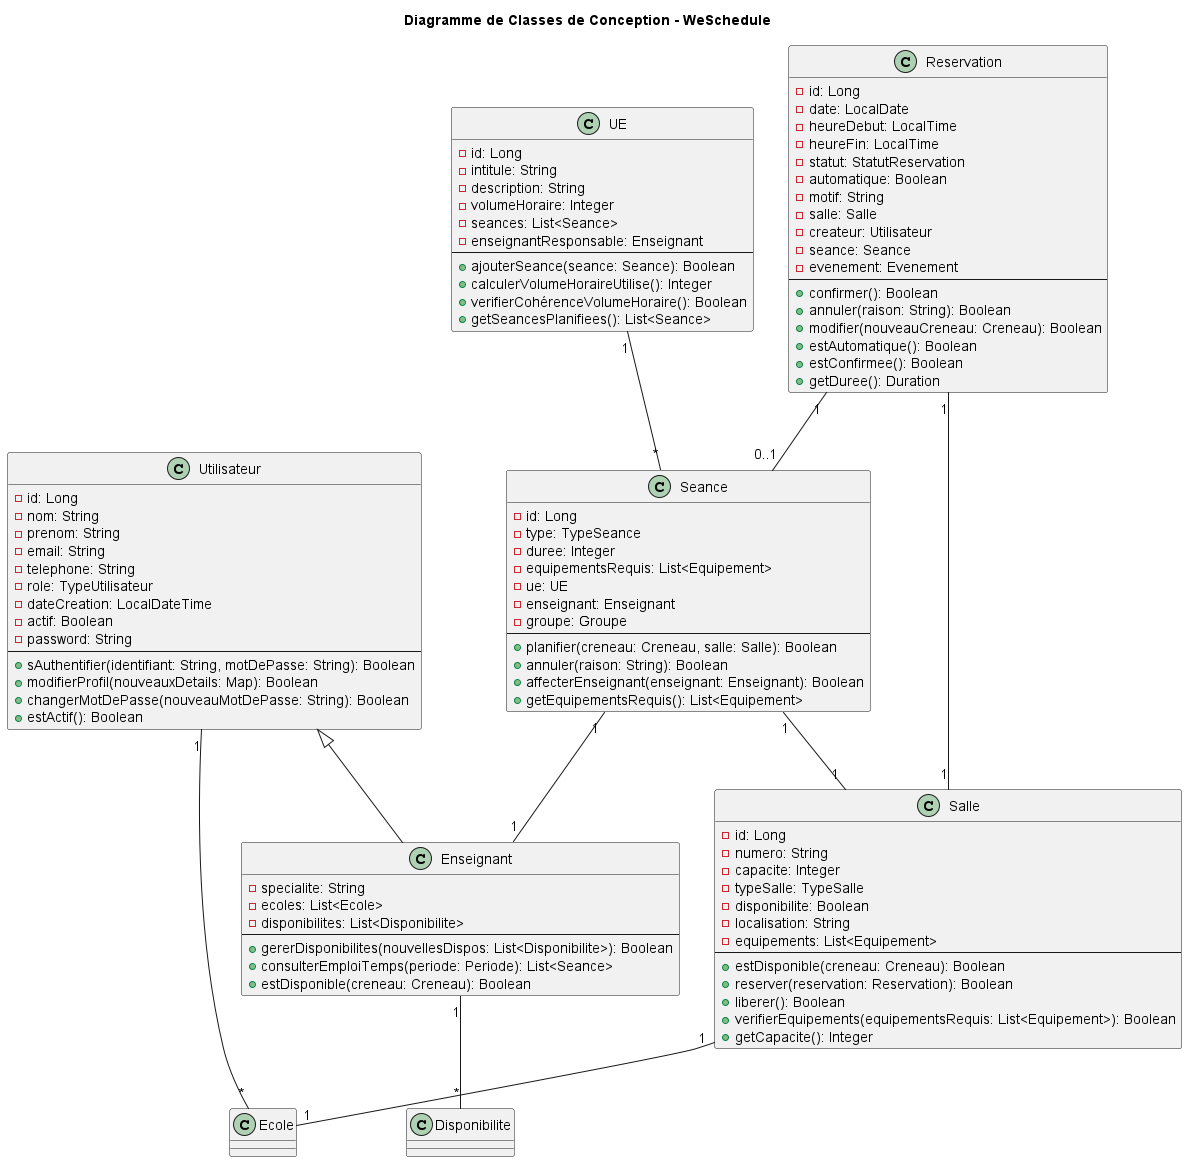 Diagramme de Classes de Conception - WeSchedule
C Reservation
id: Long
date: LocalDate
heureDebut: LocalTime
heureFin: LocalTime
statut: StatutReservation
automatique: Boolean
motif: String
salle: Salle
createur: Utilisateur
seance: Seance
evenement: Evenement
confirmer(): Boolean
annuler(raison: String): Boolean
modifier(nouveauCreneau: Creneau): Boolean
estAutomatique(): Boolean
estConfirmee(): Boolean
getDuree(): Duration
C UE
id: Long
intitule: String
description: String
volumeHoraire: Integer
seances: List<Seance>
enseignantResponsable: Enseignant
ajouterSeance(seance: Seance): Boolean
calculerVolumeHoraireUtilise(): Integer
verifierCohérenceVolumeHoraire(): Boolean
getSeancesPlanifiees(): List<Seance>
1
1
1
*
0..1
C Utilisateur
id: Long
nom: String
prenom: String
email: String
telephone: String
role: TypeUtilisateur
dateCreation: LocalDateTime
actif: Boolean
password: String
sAuthentifier(identifiant: String, motDePasse: String): Boolean
modifierProfil(nouveauxDetails: Map): Boolean
changerMotDePasse(nouveauMotDePasse: String): Boolean
estActif(): Boolean
C Seance
id: Long
type: TypeSeance
duree: Integer
equipementsRequis: List<Equipement>
ue: UE
enseignant: Enseignant
groupe: Groupe
planifier(creneau: Creneau, salle: Salle): Boolean
annuler(raison: String): Boolean
affecterEnseignant(enseignant: Enseignant): Boolean
getEquipementsRequis(): List<Equipement>
1
1
1
1
1
1
C Salle
id: Long
numero: String
capacite: Integer
typeSalle: TypeSalle
disponibilite: Boolean
localisation: String
equipements: List<Equipement>
estDisponible(creneau: Creneau): Boolean
reserver(reservation: Reservation): Boolean
liberer(): Boolean
verifierEquipements(equipementsRequis: List<Equipement>): Boolean
getCapacite(): Integer
C Enseignant
specialite: String
ecoles: List<Ecole>
disponibilites: List<Disponibilite>
gererDisponibilites(nouvellesDispos: List<Disponibilite>): Boolean
consulterEmploiTemps(periode: Periode): List<Seance>
estDisponible(creneau: Creneau): Boolean
1
1
*
*
1
C Ecole
C Disponibilite